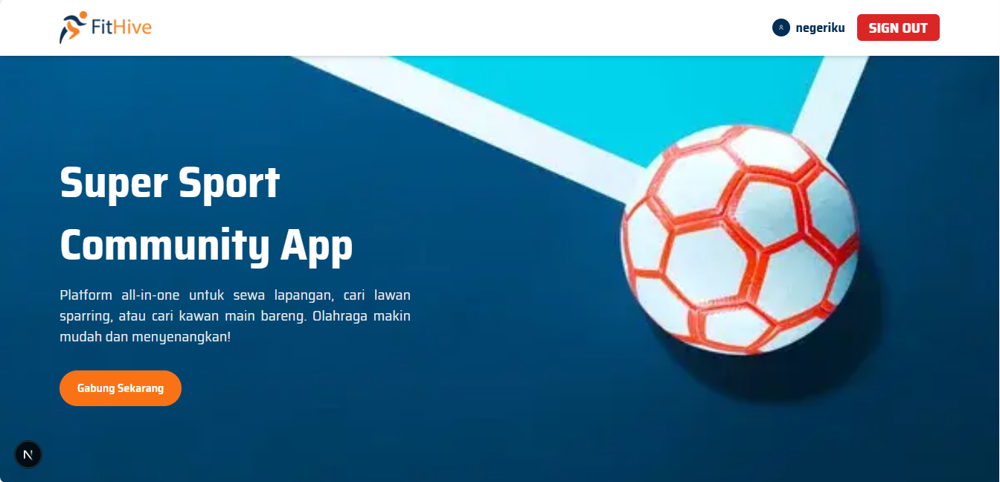 FitHive
negeriku
SIGN OUT
Super Sport
Community App
Platform all-in-one untuk sewa lapangan, cari lawan
sparring, atau cari kawan main bareng. Olahraga makin
mudah dan menyenangkan!
Gabung Sekarang
N